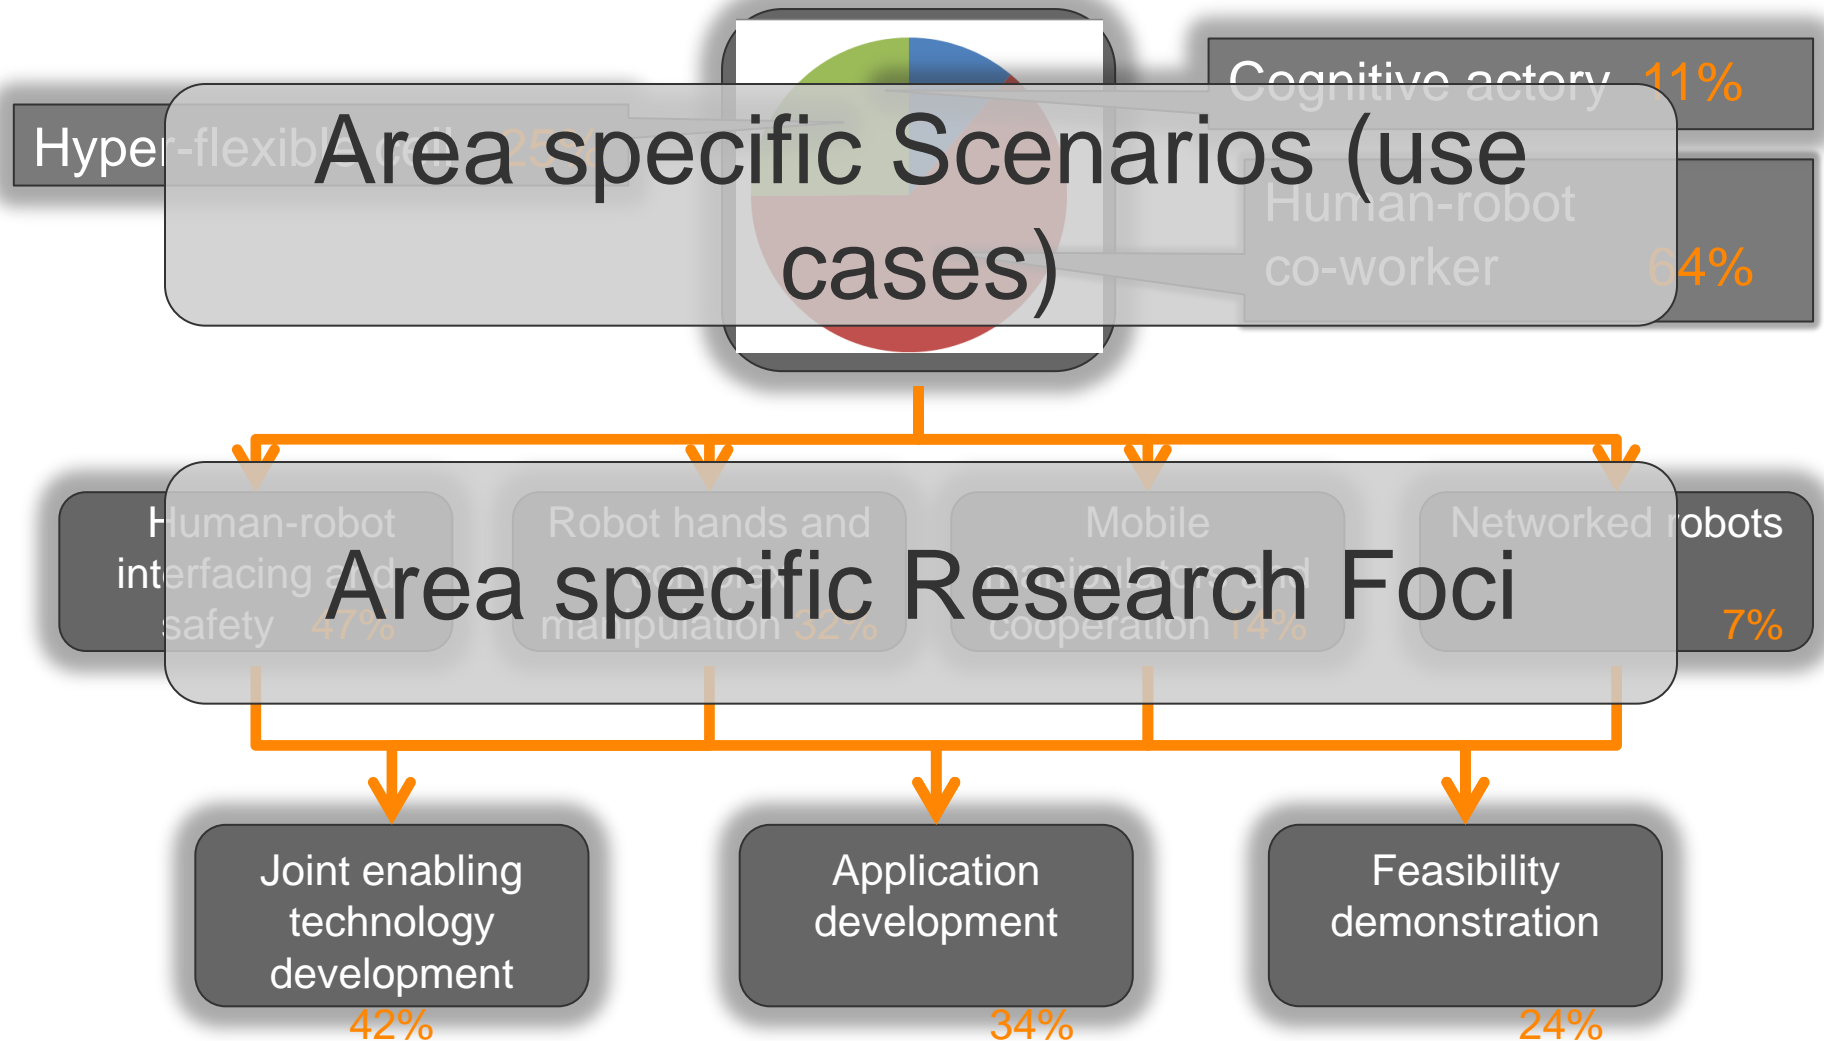 Cognitive actory 11%
Hyper-flexible cell 25%
Area specific Scenarios (use
cases)
Human-robot
co-worker 64%
Human-robot
interfacing and
safety 47%
Robot hands and
complex
manipulation 32%
Mobile
manipulators and
cooperation 14%
Networked robots
7%
Area specific Research Foci
Joint enabling
technology
development
42%
Application
development
34%
Feasibility
demonstration
24%